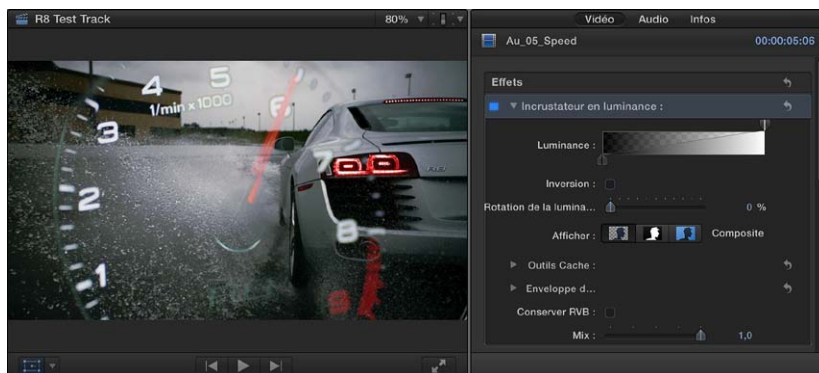 R8 Test Track
80%
Vidéo Audio Infos
Au_05_Speed
00:00:05:06
Effets
Incrustateur en luminance :
Luminance :
Inversion :
Rotation de la lumina... 0 %
Afficher : Composite
Outils Cache :
Enveloppe d...
Conserver RVB :
Mix : 1,0
4
5
1/min x 1000
6
3
7
2
8
1
9